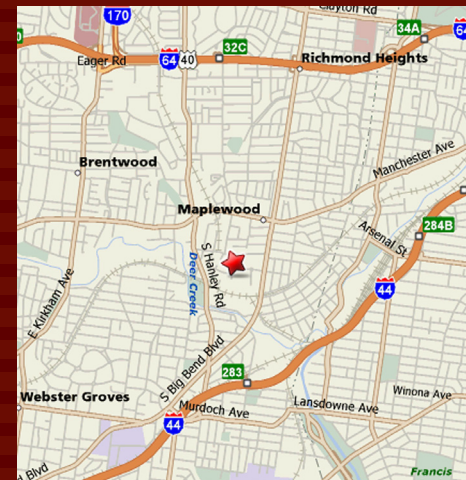 170
Clayton Rd
34A
64
32C
64 40
Richmond Heights
Eager Rd
Manchester Ave
Brentwood
Maplewood
284B
Arsenal St
S Hanley Rd
Deer Creek
44
E Kirkham Ave
S Big Bend Blvd
283
Winona Ave
Webster Groves
Murdoch Ave
Lansdowne Ave
44
Blvd
Francis